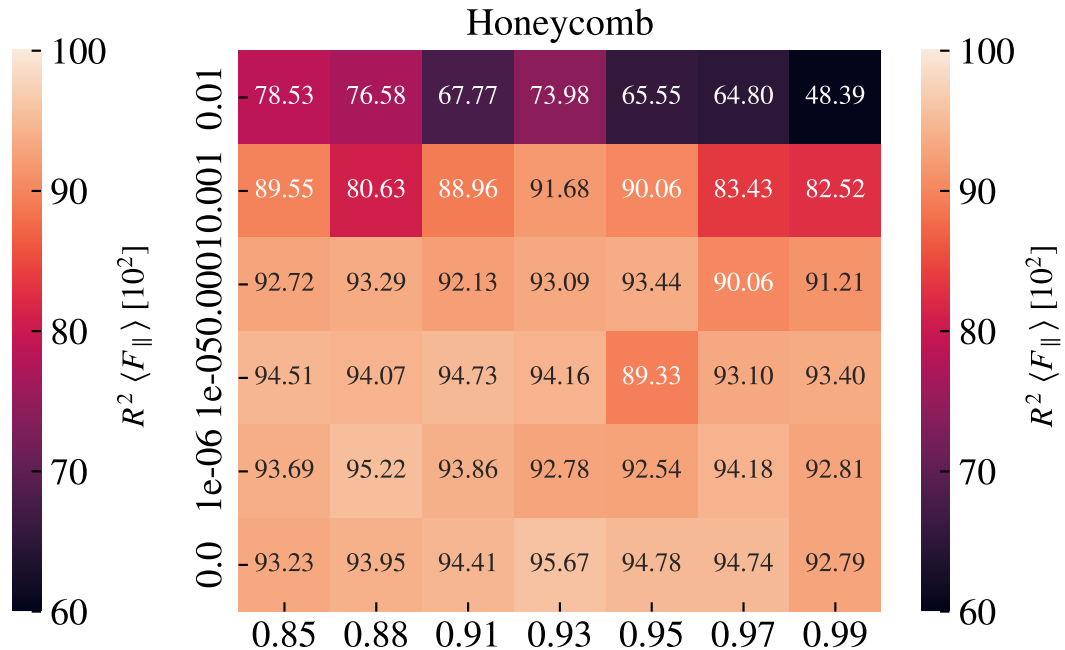 Honeycomb
100
90
80
70
60
R² ⟨F∥⟩ [10²]
0.01
0.001
0.0001
1e-05
1e-06
0.0
78.53 76.58 67.77 73.98 65.55 64.80 48.39
89.55 80.63 88.96 91.68 90.06 83.43 82.52
92.72 93.29 92.13 93.09 93.44 90.06 91.21
94.51 94.07 94.73 94.16 89.33 93.10 93.40
93.69 95.22 93.86 92.78 92.54 94.18 92.81
93.23 93.95 94.41 95.67 94.78 94.74 92.79
0.85 0.88 0.91 0.93 0.95 0.97 0.99
100
90
80
70
60
R² ⟨F∥⟩ [10²]